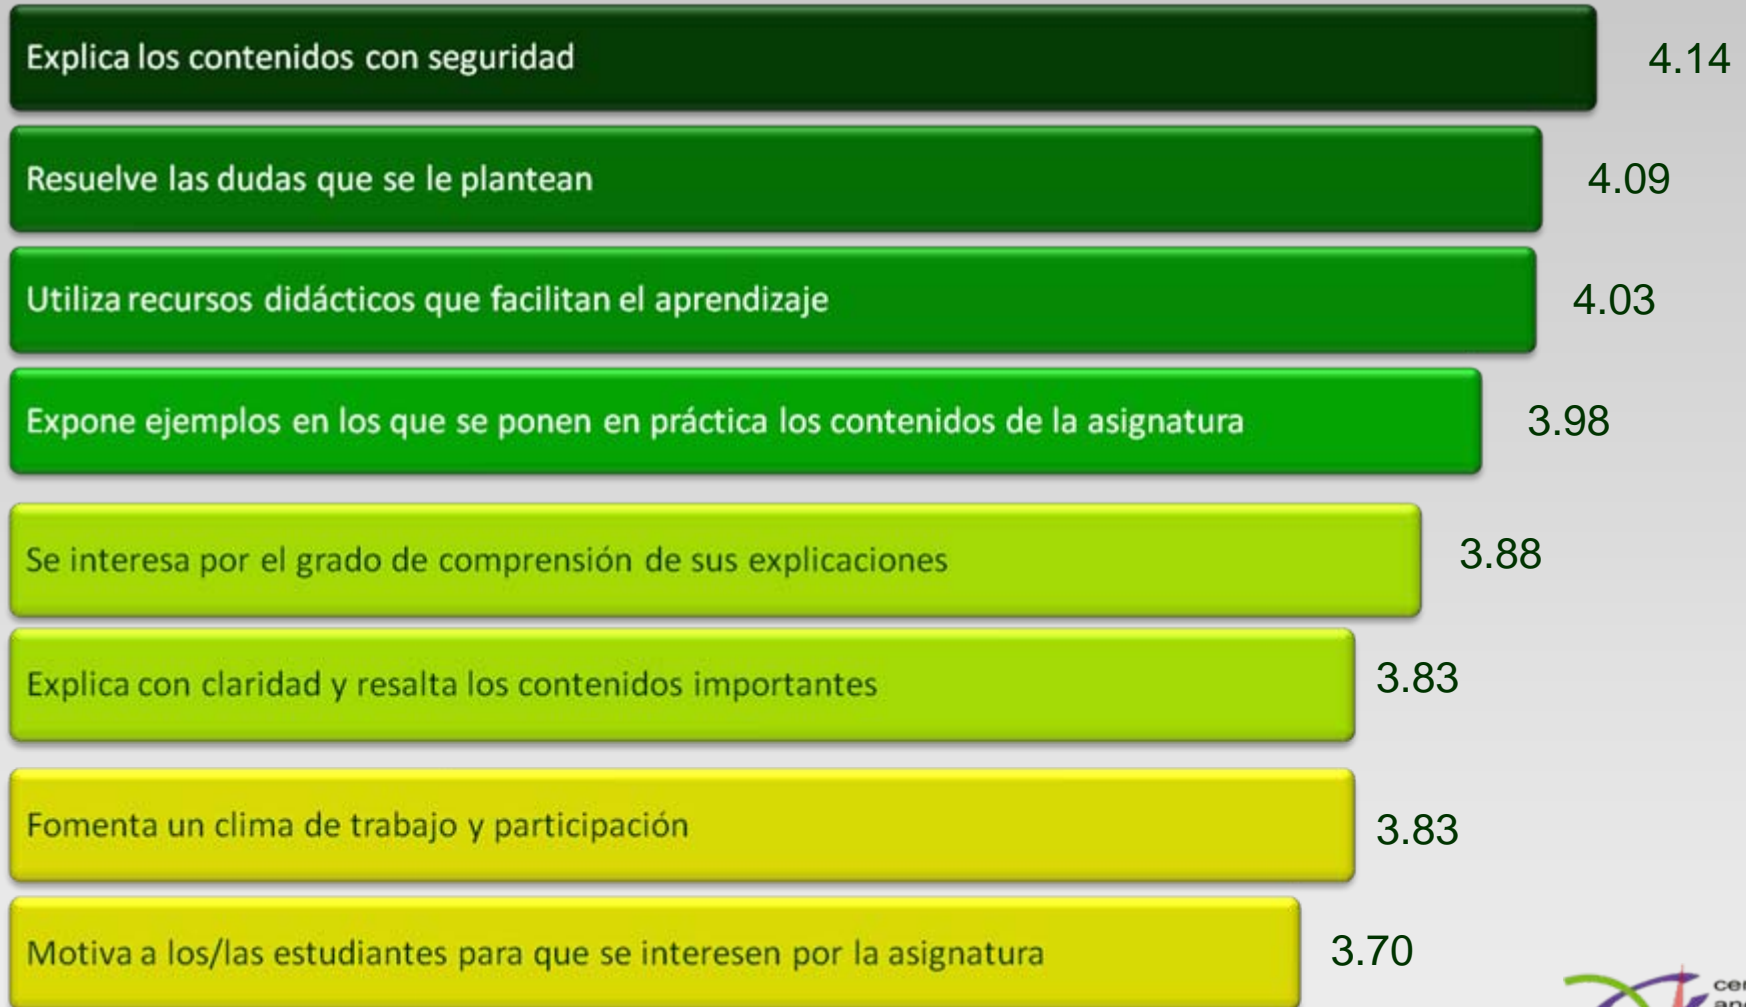 Explica los contenidos con seguridad 4.14
Resuelve las dudas que se le plantean 4.09
Utiliza recursos didácticos que facilitan el aprendizaje 4.03
Expone ejemplos en los que se ponen en práctica los contenidos de la asignatura 3.98
Se interesa por el grado de comprensión de sus explicaciones 3.88
Explica con claridad y resalta los contenidos importantes 3.83
Fomenta un clima de trabajo y participación 3.83
Motiva a los/las estudiantes para que se interesen por la asignatura 3.70